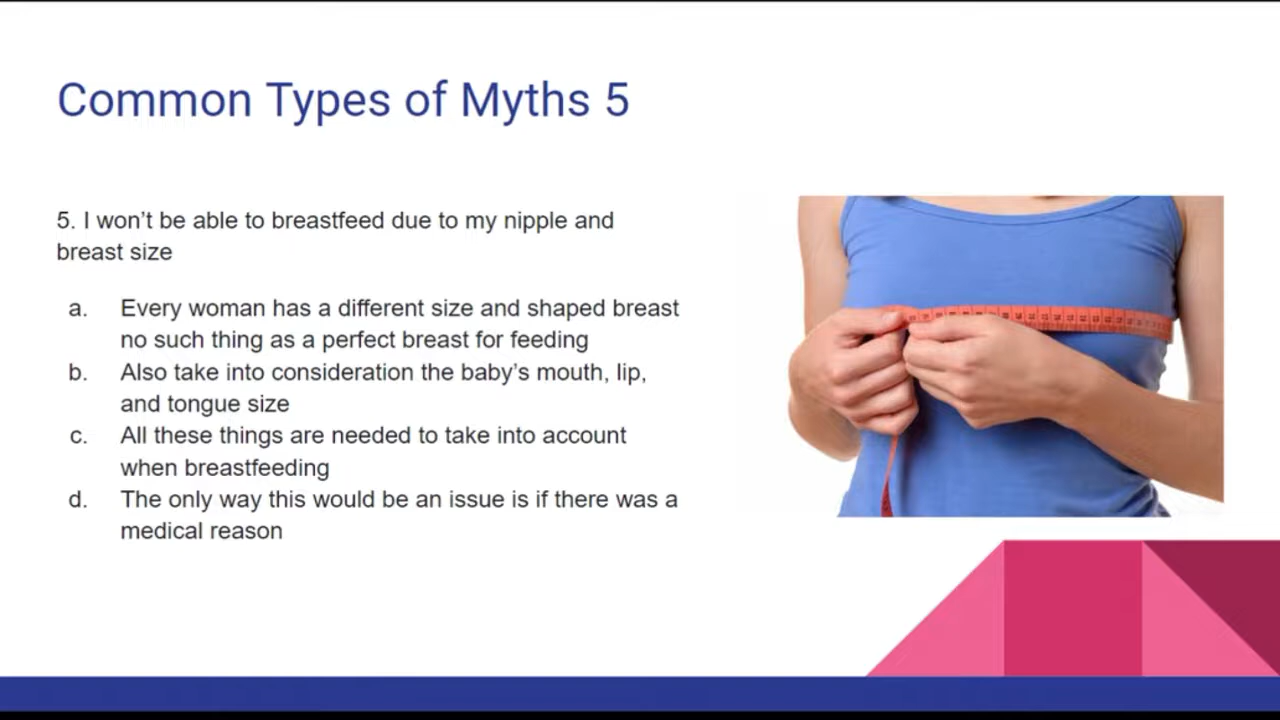 Common Types of Myths 5
5. I won’t be able to breastfeed due to my nipple and
breast size
a. Every woman has a different size and shaped breast
no such thing as a perfect breast for feeding
b. Also take into consideration the baby’s mouth, lip,
and tongue size
c. All these things are needed to take into account
when breastfeeding
d. The only way this would be an issue is if there was a
medical reason